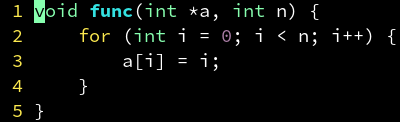 1 void func(int *a, int n) {
2     for (int i = 0; i < n; i++) {
3         a[i] = i;
4     }
5 }